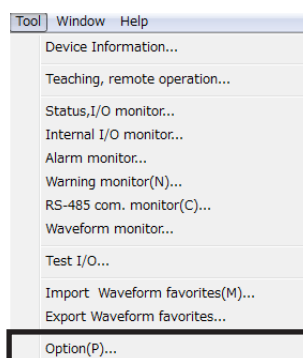 Tool Window Help
Device Information...
Teaching, remote operation...
Status,I/O monitor...
Internal I/O monitor...
Alarm monitor...
Warning monitor(N)...
RS-485 com. monitor(C)...
Waveform monitor...
Test I/O...
Import Waveform favorites(M)...
Export Waveform favorites...
Option(P)...